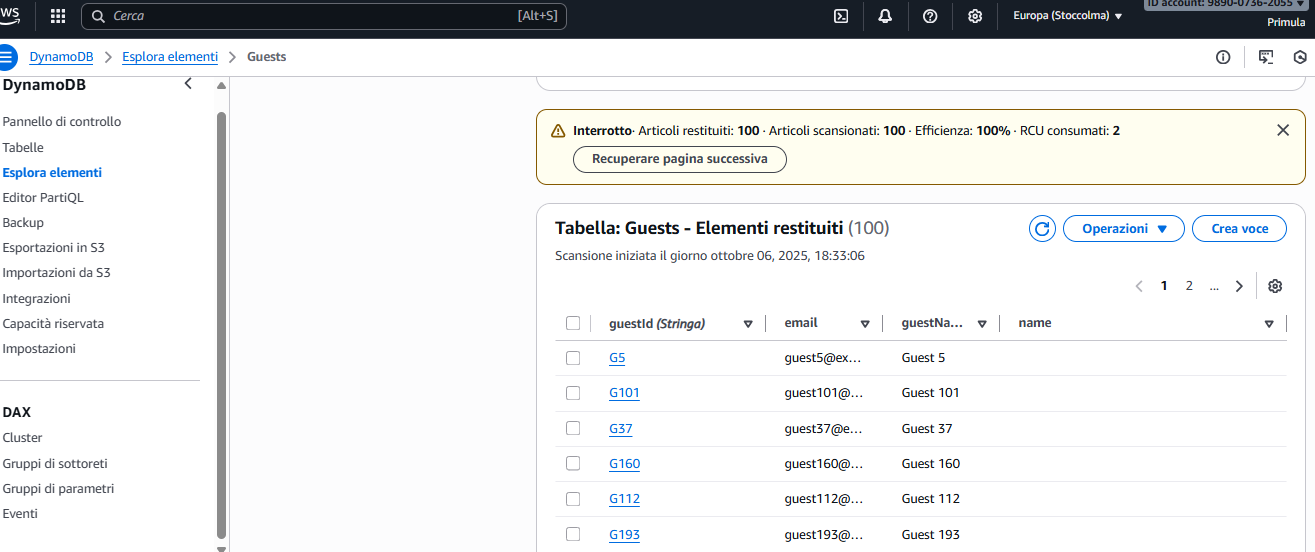 Cerca [Alt+S] Europa (Stoccolma) ID account: 9890-0736-2055
Primula
DynamoDB Esplora elementi Guests
DynamoDB
Pannello di controllo
Tabelle
Esplora elementi
Editor PartiQL
Backup
Esportazioni in S3
Importazioni da S3
Integrazioni
Capacità riservata
Impostazioni
DAX
Cluster
Gruppi di sottoreti
Gruppi di parametri
Eventi
Interrotto· Articoli restituiti: 100 · Articoli scansionati: 100 · Efficienza: 100% · RCU consumati: 2
Recuperare pagina successiva
Tabella: Guests - Elementi restituiti (100)
Operazioni Crea voce
Scansione iniziata il giorno ottobre 06, 2025, 18:33:06
1 2 ...
guestId (Stringa) email guestNa... name
G5 guest5@ex... Guest 5
G101 guest101@... Guest 101
G37 guest37@e... Guest 37
G160 guest160@... Guest 160
G112 guest112@... Guest 112
G193 guest193@... Guest 193